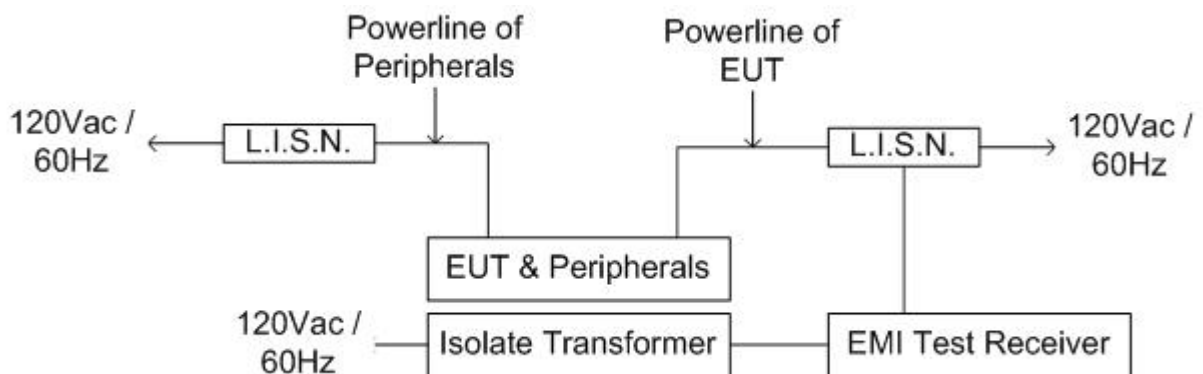 Powerline of
Peripherals
Powerline of
EUT
120Vac /
60Hz
L.I.S.N.
L.I.S.N.
120Vac /
60Hz
EUT & Peripherals
120Vac /
60Hz
Isolate Transformer
EMI Test Receiver